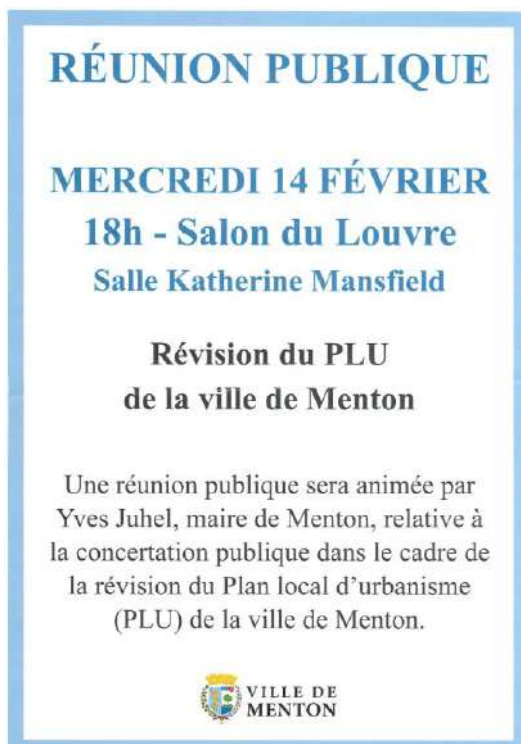 RÉUNION PUBLIQUE
MERCREDI 14 FÉVRIER
18h - Salon du Louvre
Salle Katherine Mansfield
Révision du PLU
de la ville de Menton
Une réunion publique sera animée par
Yves Juhel, maire de Menton, relative à
la concertation publique dans le cadre de
la révision du Plan local d'urbanisme
(PLU) de la ville de Menton.
VILLE DE
MENTON